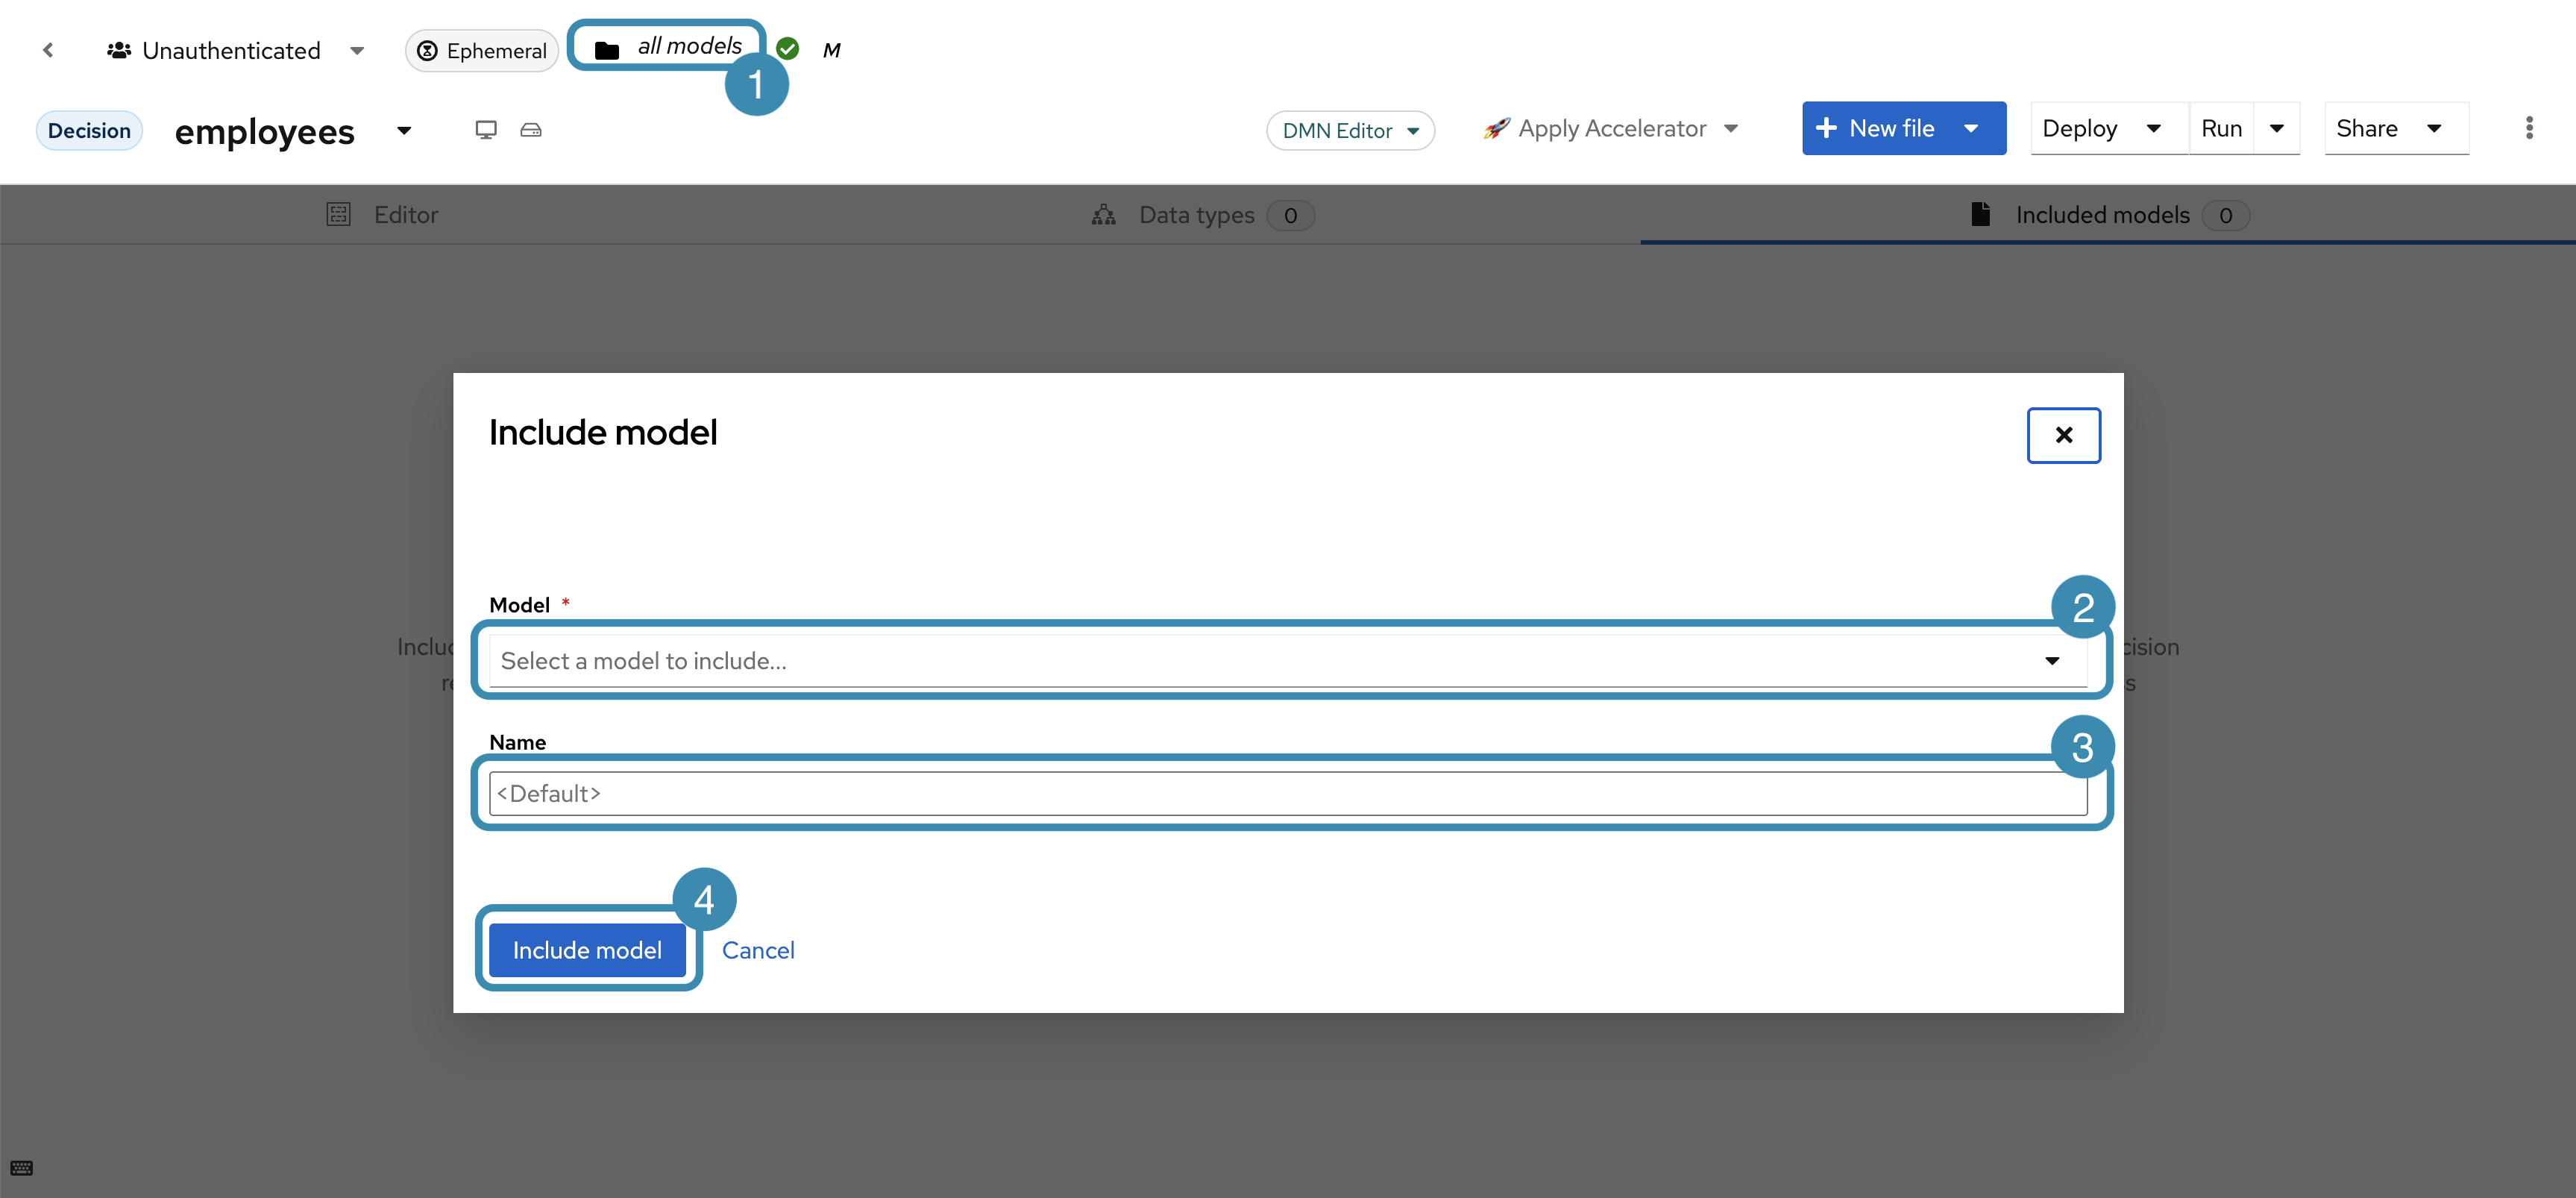 Unauthenticated Ephemeral all models M
1
Decision employees DMN Editor Apply Accelerator New file Deploy Run Share
Editor Data types 0 Included models 0
Include model
Model *
2
Select a model to include...
Name
3
<Default>
4
Include model Cancel